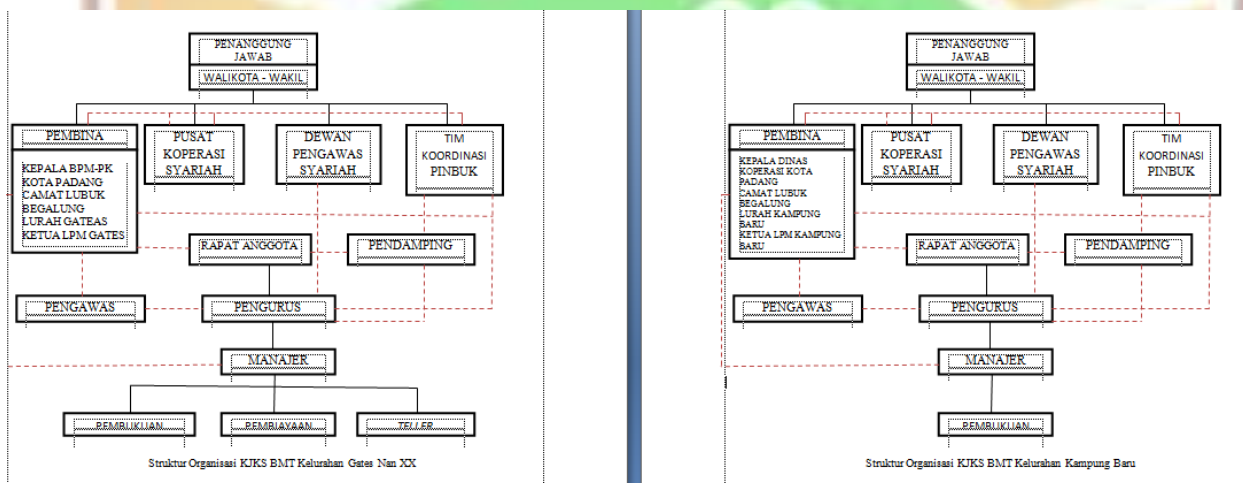 PENANGGUNG
JAWAB
WALIKOTA - WAKIL
PEMBINA
KEPALA BPM-PK
KOTA PADANG
CAMAT LUBUK
BEGALUNG
LURAH GATEAS
KETUA LPM GATES
PUSAT
KOPERASI
SYARIAH
DEWAN
PENGAWAS
SYARIAH
TIM
KOORDINASI
PINBUK
RAPAT ANGGOTA
PENDAMPING
PENGAWAS
PENGURUS
MANAJER
PEMBUKUAN
PEMBIAYAAN
TELLER
Struktur Organisasi KJKS BMT Kelurahan Gates Nan XX
PENANGGUNG
JAWAB
WALIKOTA - WAKIL
PEMBINA
KEPALA DINAS
KOPERASI KOTA
PADANG
CAMAT LUBUK
BEGALUNG
LURAH KAMPUNG
BARU
KETUA LPM KAMPUNG
BARU
PUSAT
KOPERASI
SYARIAH
DEWAN
PENGAWAS
SYARIAH
TIM
KOORDINASI
PINBUK
RAPAT ANGGOTA
PENDAMPING
PENGAWAS
PENGURUS
MANAJER
PEMBUKUAN
Struktur Organisasi KJKS BMT Kelurahan Kampung Baru